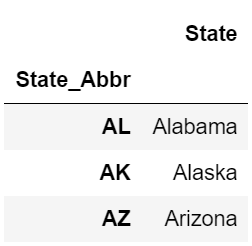 State
State_Abbr
AL Alabama
AK Alaska
AZ Arizona